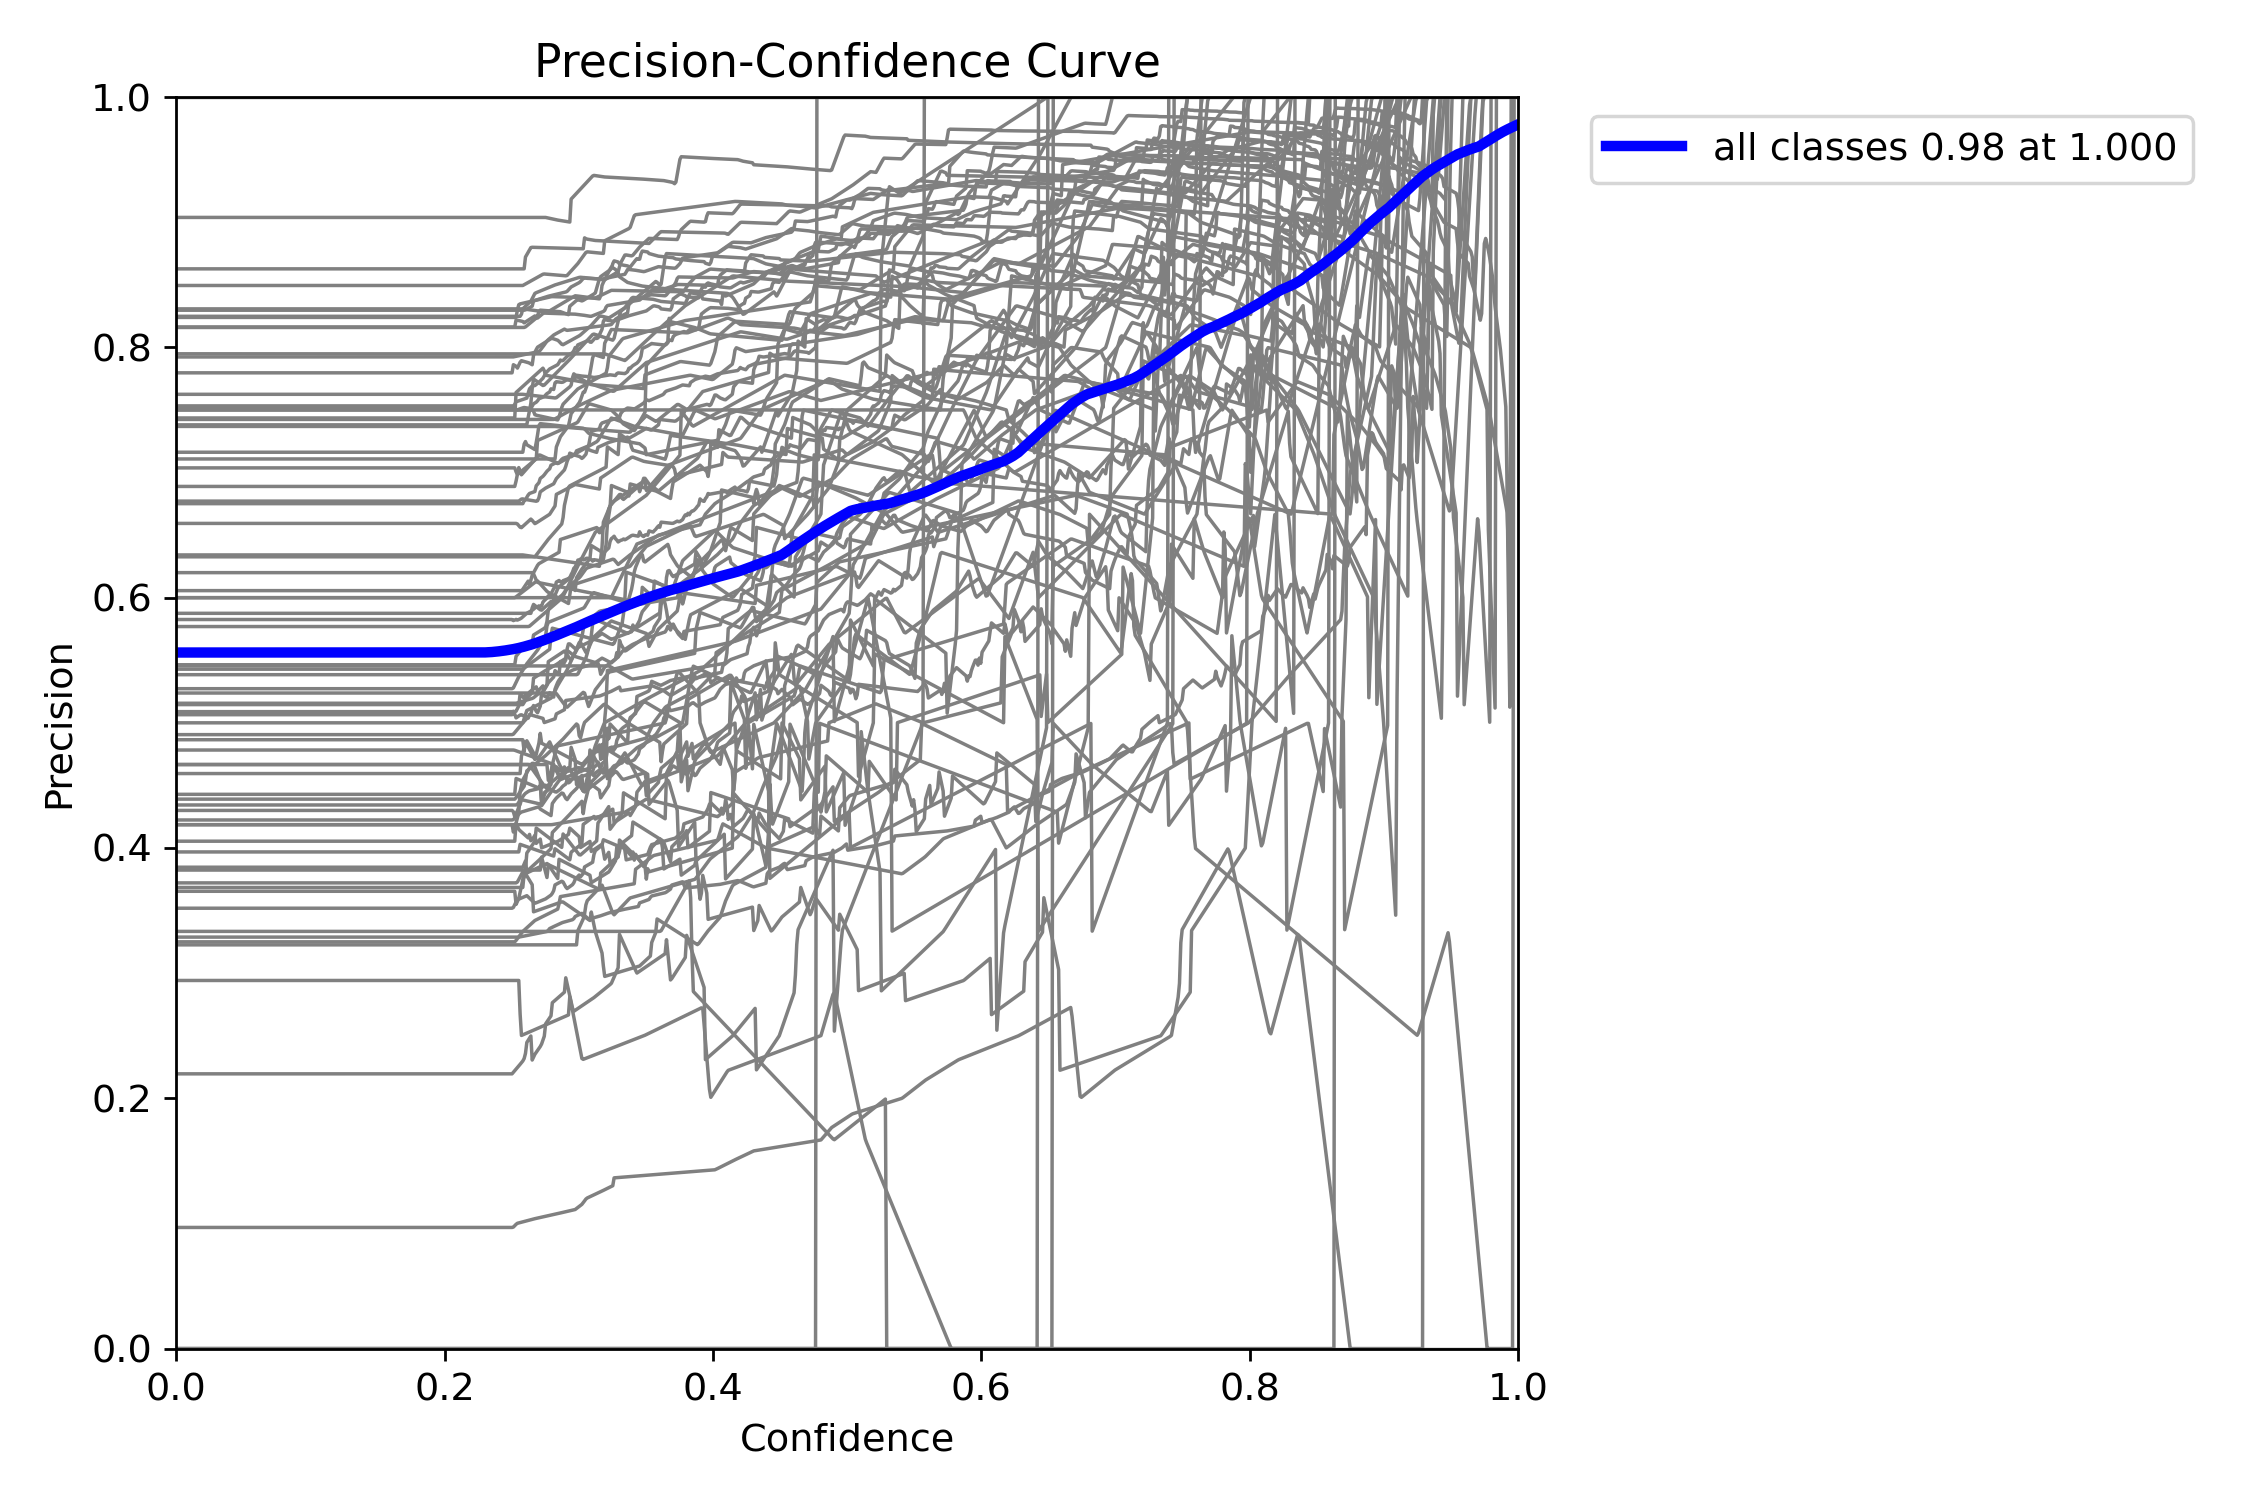 Precision-Confidence Curve
all classes 0.98 at 1.000
Precision
1.0
0.8
0.6
0.4
0.2
0.0
0.0 0.2 0.4 0.6 0.8 1.0
Confidence